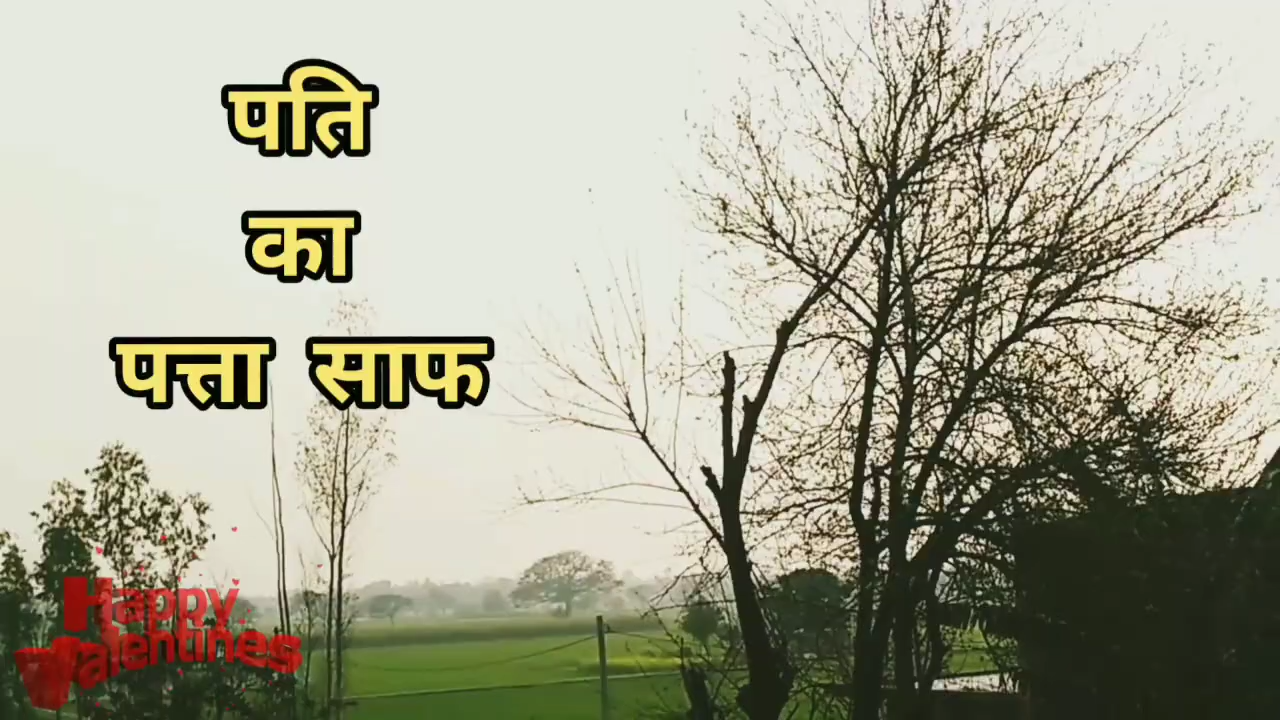 पति
का
पत्ता साफ
Happy
Valentines